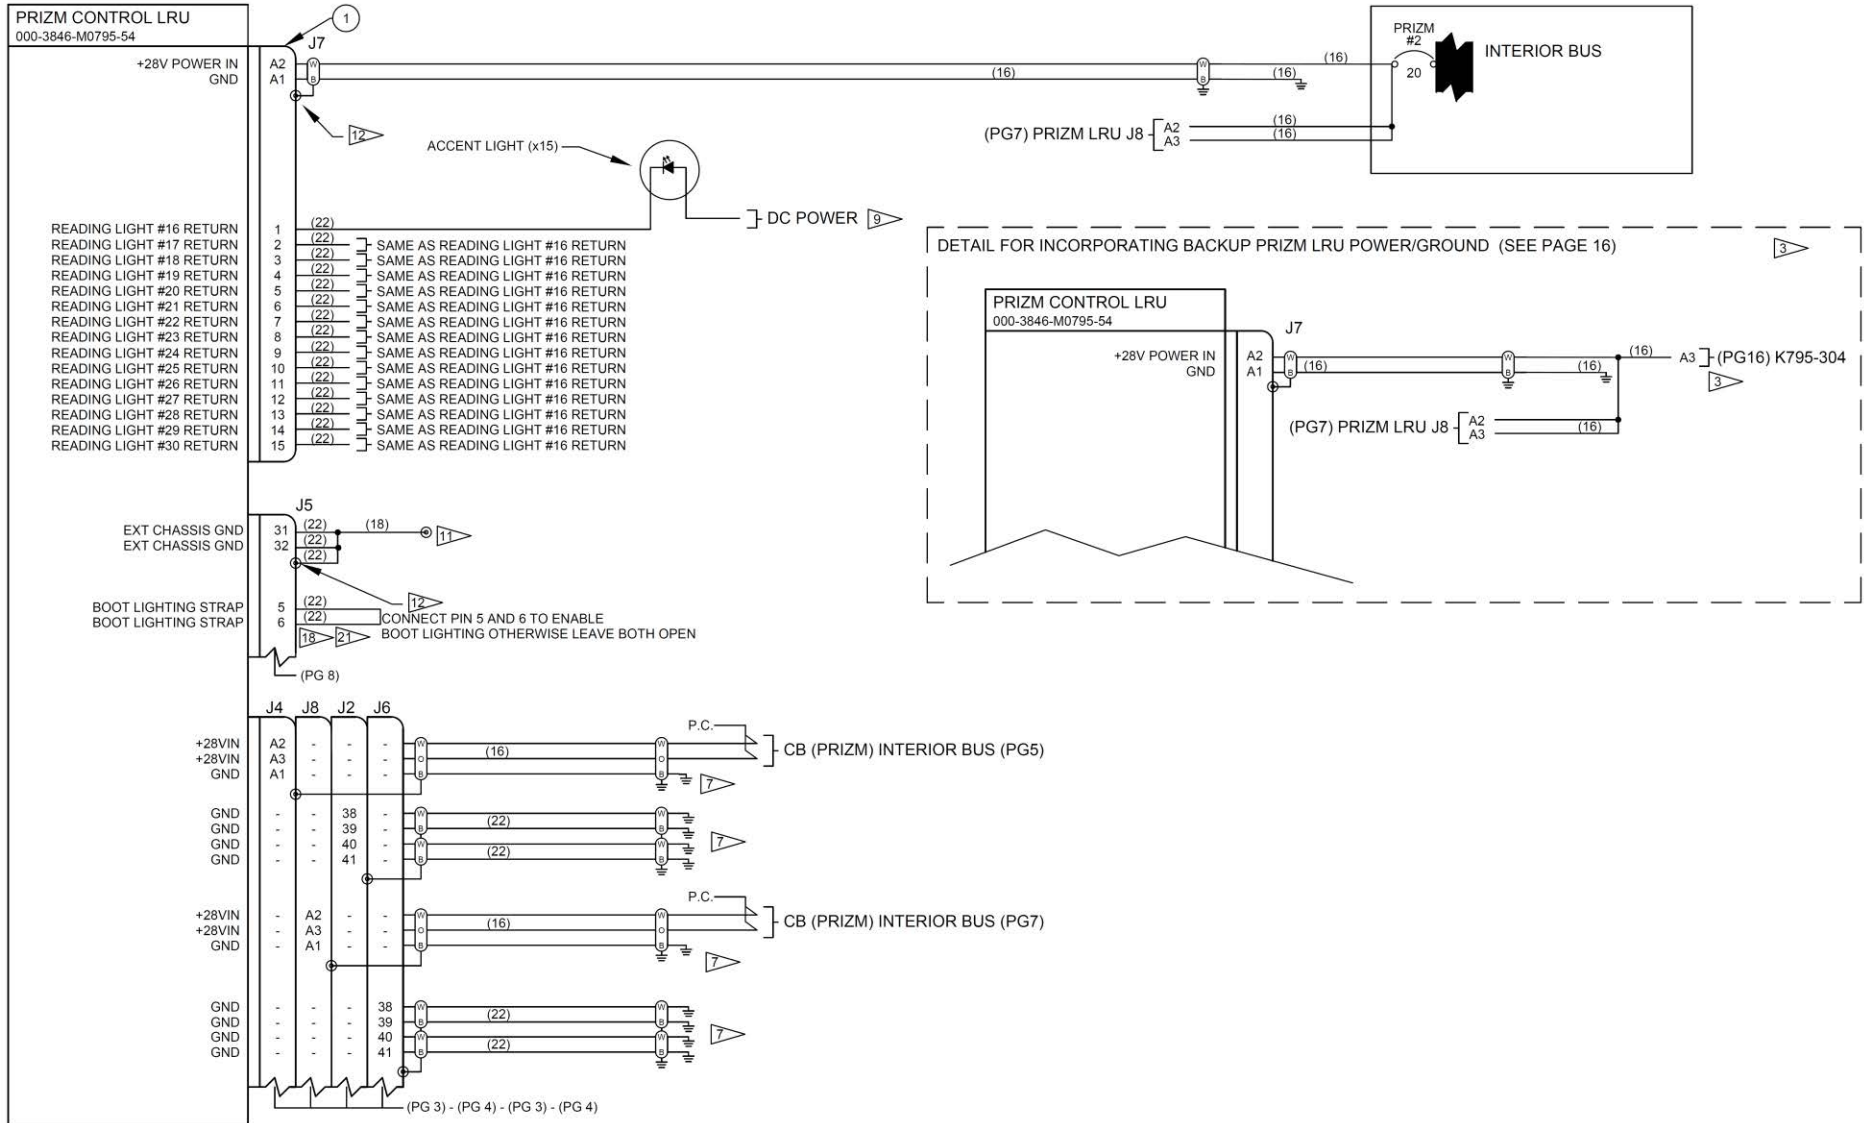 PRIZM CONTROL LRU
000-3846-M0795-54
1
J7
+28V POWER IN A2 W W (16)
GND A1 B (16) B (16)
12
PRIZM
#2
20
INTERIOR BUS
(PG7) PRIZM LRU J8
A2 (16)
A3 (16)
ACCENT LIGHT (x15)
DC POWER 9
READING LIGHT #16 RETURN 1 (22)
READING LIGHT #17 RETURN 2 (22) SAME AS READING LIGHT #16 RETURN
READING LIGHT #18 RETURN 3 (22) SAME AS READING LIGHT #16 RETURN
READING LIGHT #19 RETURN 4 (22) SAME AS READING LIGHT #16 RETURN
READING LIGHT #20 RETURN 5 (22) SAME AS READING LIGHT #16 RETURN
READING LIGHT #21 RETURN 6 (22) SAME AS READING LIGHT #16 RETURN
READING LIGHT #22 RETURN 7 (22) SAME AS READING LIGHT #16 RETURN
READING LIGHT #23 RETURN 8 (22) SAME AS READING LIGHT #16 RETURN
READING LIGHT #24 RETURN 9 (22) SAME AS READING LIGHT #16 RETURN
READING LIGHT #25 RETURN 10 (22) SAME AS READING LIGHT #16 RETURN
READING LIGHT #26 RETURN 11 (22) SAME AS READING LIGHT #16 RETURN
READING LIGHT #27 RETURN 12 (22) SAME AS READING LIGHT #16 RETURN
READING LIGHT #28 RETURN 13 (22) SAME AS READING LIGHT #16 RETURN
READING LIGHT #29 RETURN 14 (22) SAME AS READING LIGHT #16 RETURN
READING LIGHT #30 RETURN 15 (22) SAME AS READING LIGHT #16 RETURN
DETAIL FOR INCORPORATING BACKUP PRIZM LRU POWER/GROUND (SEE PAGE 16) 3
PRIZM CONTROL LRU
000-3846-M0795-54
J7
+28V POWER IN A2 W W (16) A3 (PG16) K795-304
GND A1 B (16) B (16) 3
(PG7) PRIZM LRU J8
A2
A3 (16)
J5
EXT CHASSIS GND 31 (22) (18) 11
EXT CHASSIS GND 32 (22)
(22)
12
BOOT LIGHTING STRAP 5 (22)
BOOT LIGHTING STRAP 6 (22) CONNECT PIN 5 AND 6 TO ENABLE
18 21 BOOT LIGHTING OTHERWISE LEAVE BOTH OPEN
(PG 8)
J4 J8 J2 J6
P.C.
+28VIN A2 - - - W W
+28VIN A3 - - - O (16) O CB (PRIZM) INTERIOR BUS (PG5)
GND A1 - - - B B 7
GND - - 38 - W W
GND - - 39 - B (22) B
GND - - 40 - W W 7
GND - - 41 - B (22) B
P.C.
+28VIN - A2 - - W W
+28VIN - A3 - - O (16) O CB (PRIZM) INTERIOR BUS (PG7)
GND - A1 - - B B 7
GND - - - 38 W W
GND - - - 39 B (22) B
GND - - - 40 W W 7
GND - - - 41 B (22) B
(PG 3) - (PG 4) - (PG 3) - (PG 4)